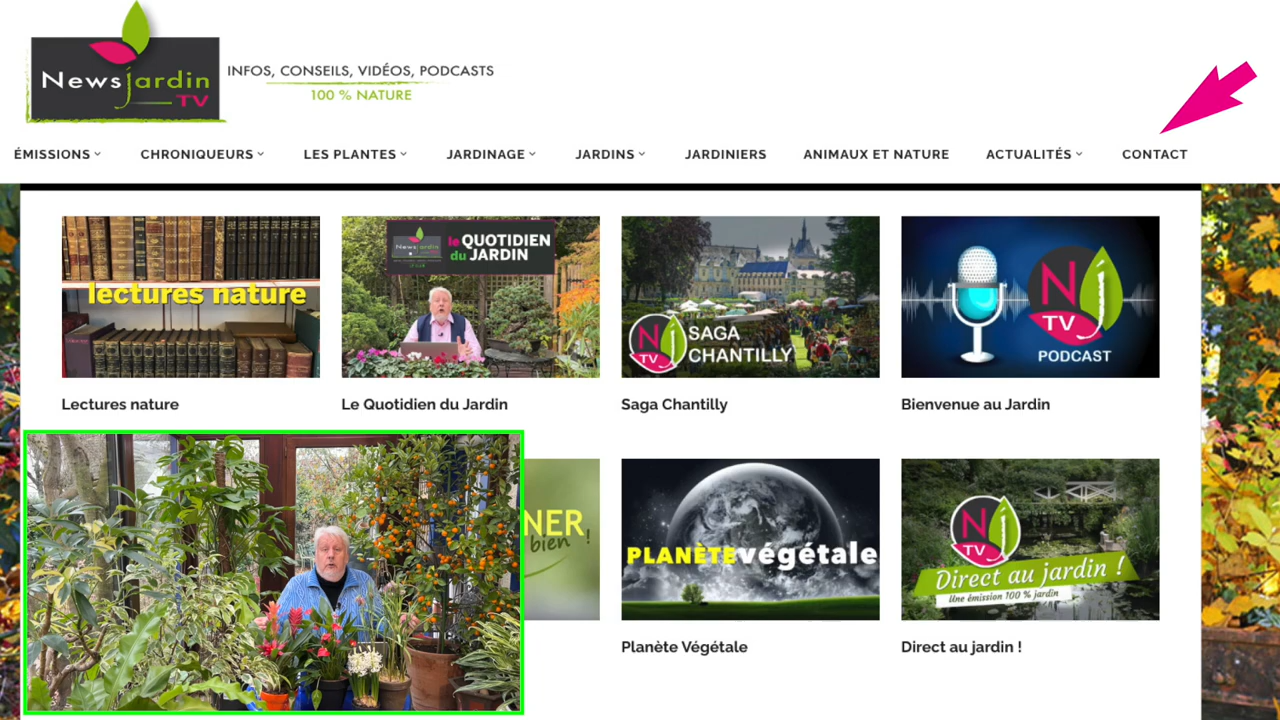 NewsJardin
TV
INFOS, CONSEILS, VIDÉOS, PODCASTS
100 % NATURE
ÉMISSIONS
CHRONIQUEURS
LES PLANTES
JARDINAGE
JARDINS
JARDINIERS
ANIMAUX ET NATURE
ACTUALITÉS
CONTACT
lectures nature
le QUOTIDIEN
du JARDIN
NJ
TV
SAGA
CHANTILLY
NJ
TV
PODCAST
Lectures nature
Le Quotidien du Jardin
Saga Chantilly
Bienvenue au Jardin
NER
bien !
PLANÈTE végétale
NJ
TV
Direct au jardin !
Une émission 100 % jardin
Planète Végétale
Direct au jardin !